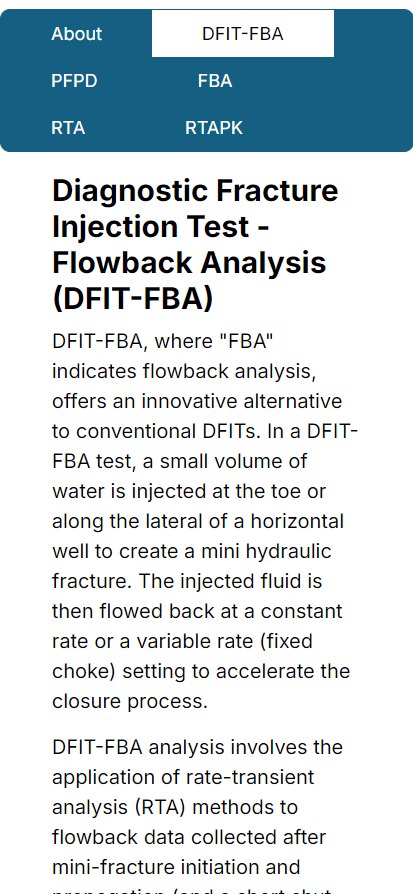 About DFIT-FBA
PFPD FBA
RTA RTAPK
Diagnostic Fracture
Injection Test -
Flowback Analysis
(DFIT-FBA)
DFIT-FBA, where "FBA"
indicates flowback analysis,
offers an innovative alternative
to conventional DFITs. In a DFIT-
FBA test, a small volume of
water is injected at the toe or
along the lateral of a horizontal
well to create a mini hydraulic
fracture. The injected fluid is
then flowed back at a constant
rate or a variable rate (fixed
choke) setting to accelerate the
closure process.
DFIT-FBA analysis involves the
application of rate-transient
analysis (RTA) methods to
flowback data collected after
mini-fracture initiation and
propagation (and a short shut